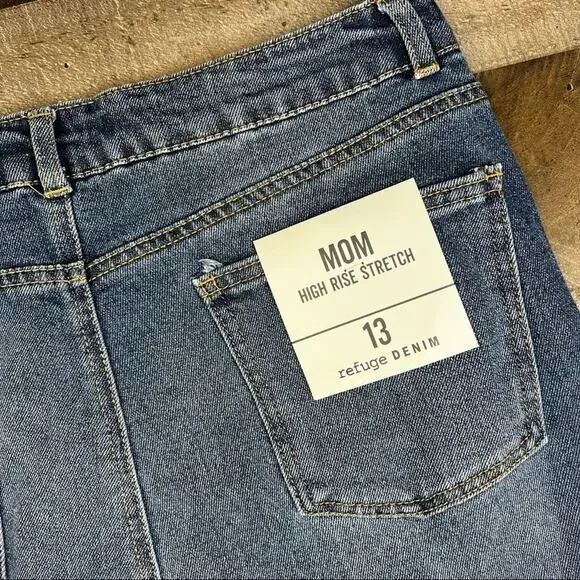 MOM
HIGH RISE STRETCH
13
refuge DENIM